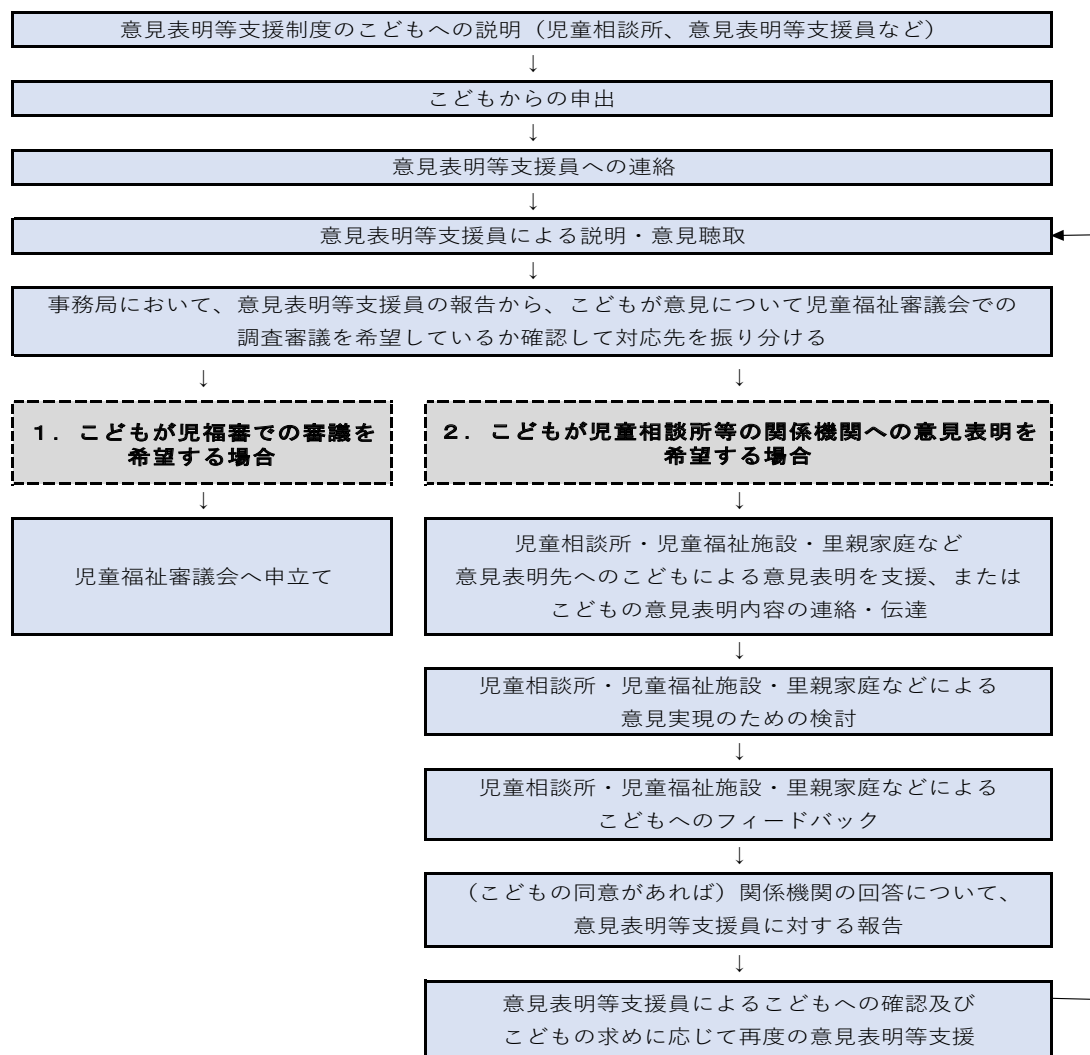 意見表明等支援制度のこどもへの説明（児童相談所、意見表明等支援員など）
↓
こどもからの申出
↓
意見表明等支援員への連絡
↓
意見表明等支援員による説明・意見聴取
↓
事務局において、意見表明等支援員の報告から、こどもが意見について児童福祉審議会での
調査審議を希望しているか確認して対応先を振り分ける
↓
↓
１．こどもが児福審での審議を
希望する場合
↓
児童福祉審議会へ申立て
２．こどもが児童相談所等の関係機関への意見表明を
希望する場合
↓
児童相談所・児童福祉施設・里親家庭など
意見表明先へのこどもによる意見表明を支援、または
こどもの意見表明内容の連絡・伝達
↓
児童相談所・児童福祉施設・里親家庭などによる
意見実現のための検討
↓
児童相談所・児童福祉施設・里親家庭などによる
こどもへのフィードバック
↓
（こどもの同意があれば）関係機関の回答について、
意見表明等支援員に対する報告
↓
意見表明等支援員によるこどもへの確認及び
こどもの求めに応じて再度の意見表明等支援